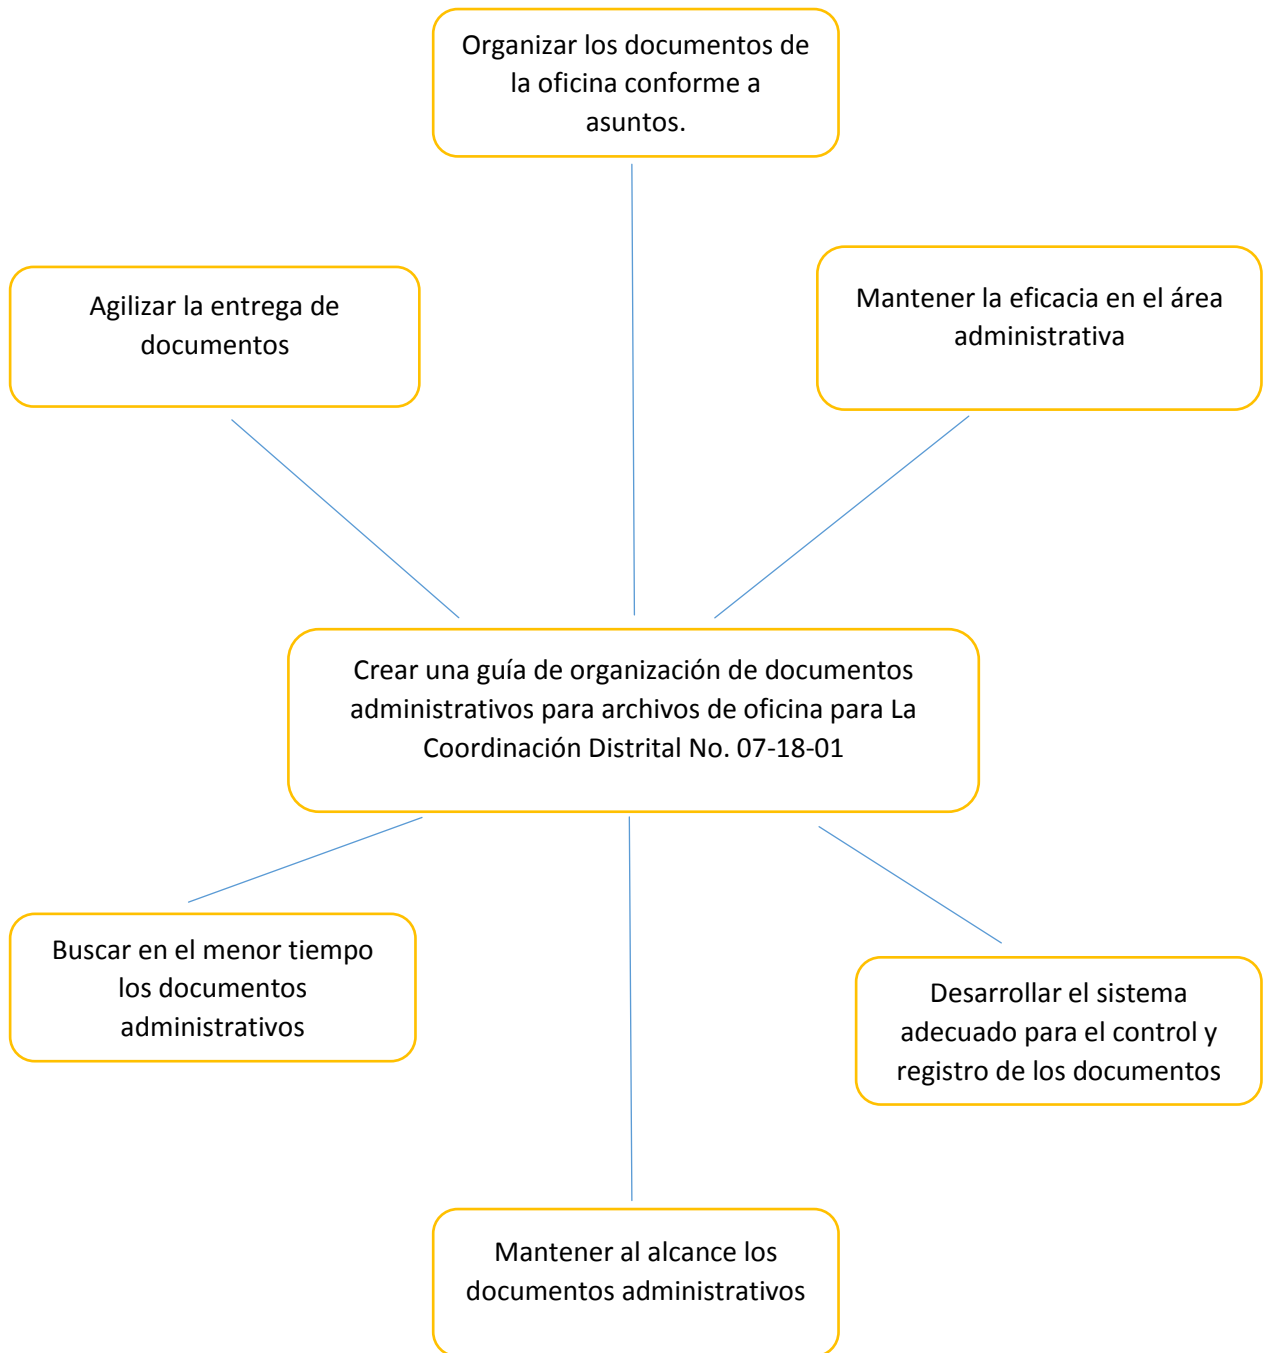 Organizar los documentos de
la oficina conforme a
asuntos.
Agilizar la entrega de
documentos
Mantener la eficacia en el área
administrativa
Crear una guía de organización de documentos
administrativos para archivos de oficina para La
Coordinación Distrital No. 07-18-01
Buscar en el menor tiempo
los documentos
administrativos
Desarrollar el sistema
adecuado para el control y
registro de los documentos
Mantener al alcance los
documentos administrativos